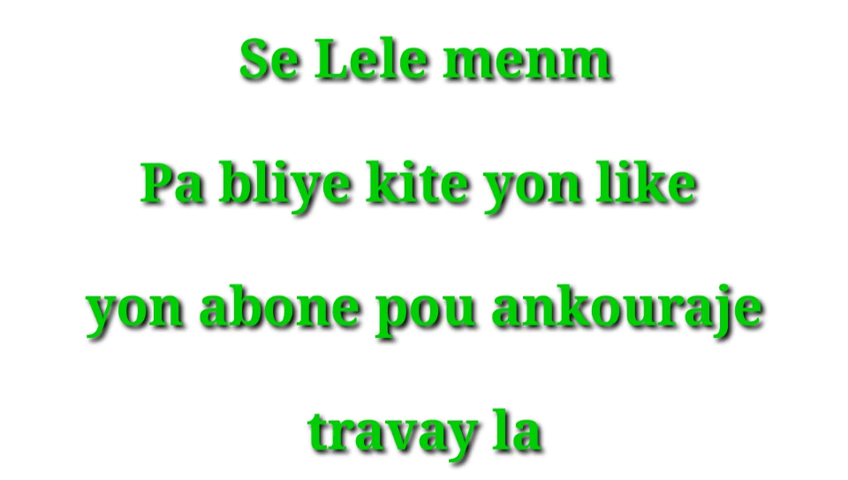 Se Lele menm
Pa bliye kite yon like
yon abone pou ankouraje
travay la